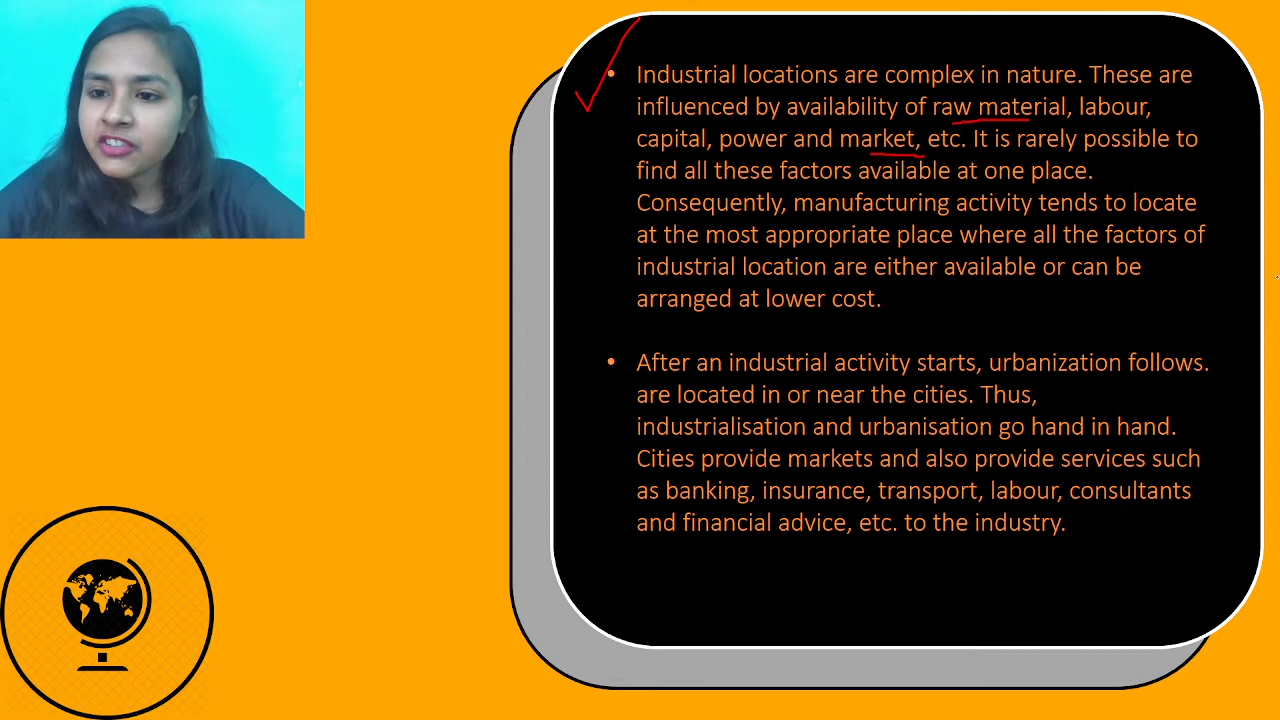 • Industrial locations are complex in nature. These are
influenced by availability of raw material, labour,
capital, power and market, etc. It is rarely possible to
find all these factors available at one place.
Consequently, manufacturing activity tends to locate
at the most appropriate place where all the factors of
industrial location are either available or can be
arranged at lower cost.
• After an industrial activity starts, urbanization follows.
are located in or near the cities. Thus,
industrialisation and urbanisation go hand in hand.
Cities provide markets and also provide services such
as banking, insurance, transport, labour, consultants
and financial advice, etc. to the industry.